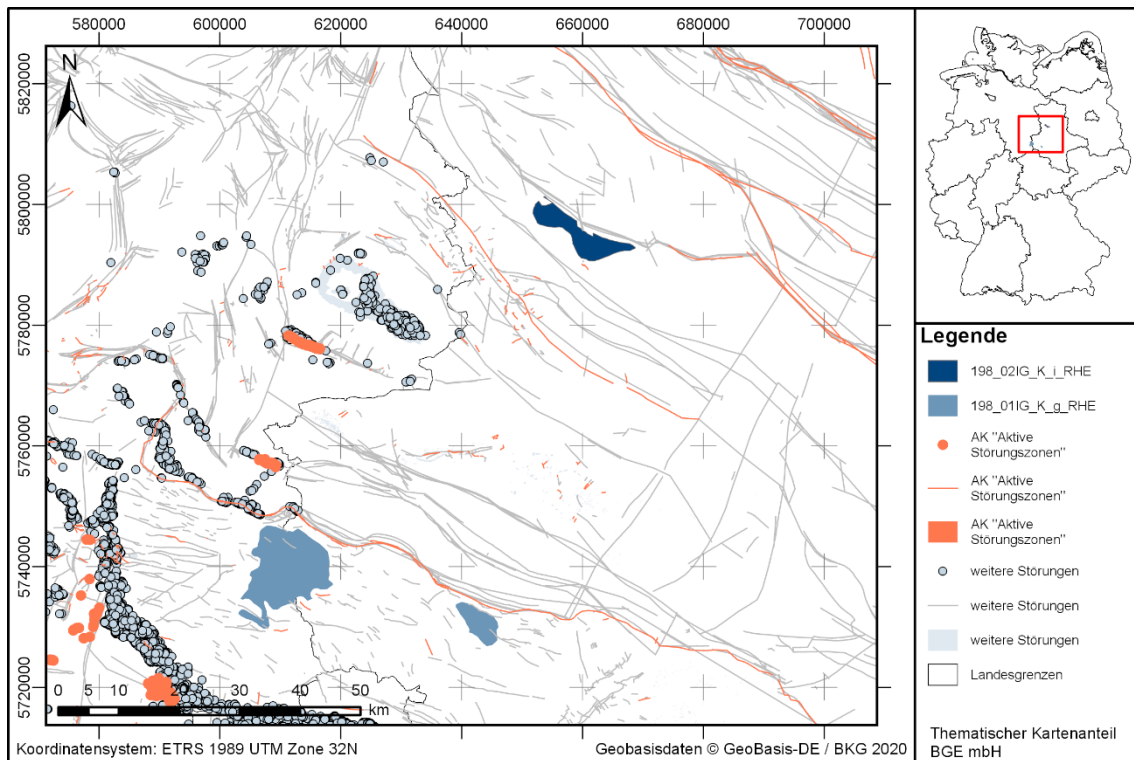 580000 600000 620000 640000 660000 680000 700000
5820000
5800000
5780000
5760000
5740000
5720000
N
0 5 10 20 30 40 50
km
Koordinatensystem: ETRS 1989 UTM Zone 32N
Geobasisdaten © GeoBasis-DE / BKG 2020
Legende
198_02IG_K_i_RHE
198_01IG_K_g_RHE
AK "Aktive
Störungszonen"
AK "Aktive
Störungszonen"
AK "Aktive
Störungszonen"
weitere Störungen
weitere Störungen
weitere Störungen
Landesgrenzen
Thematischer Kartenanteil
BGE mbH